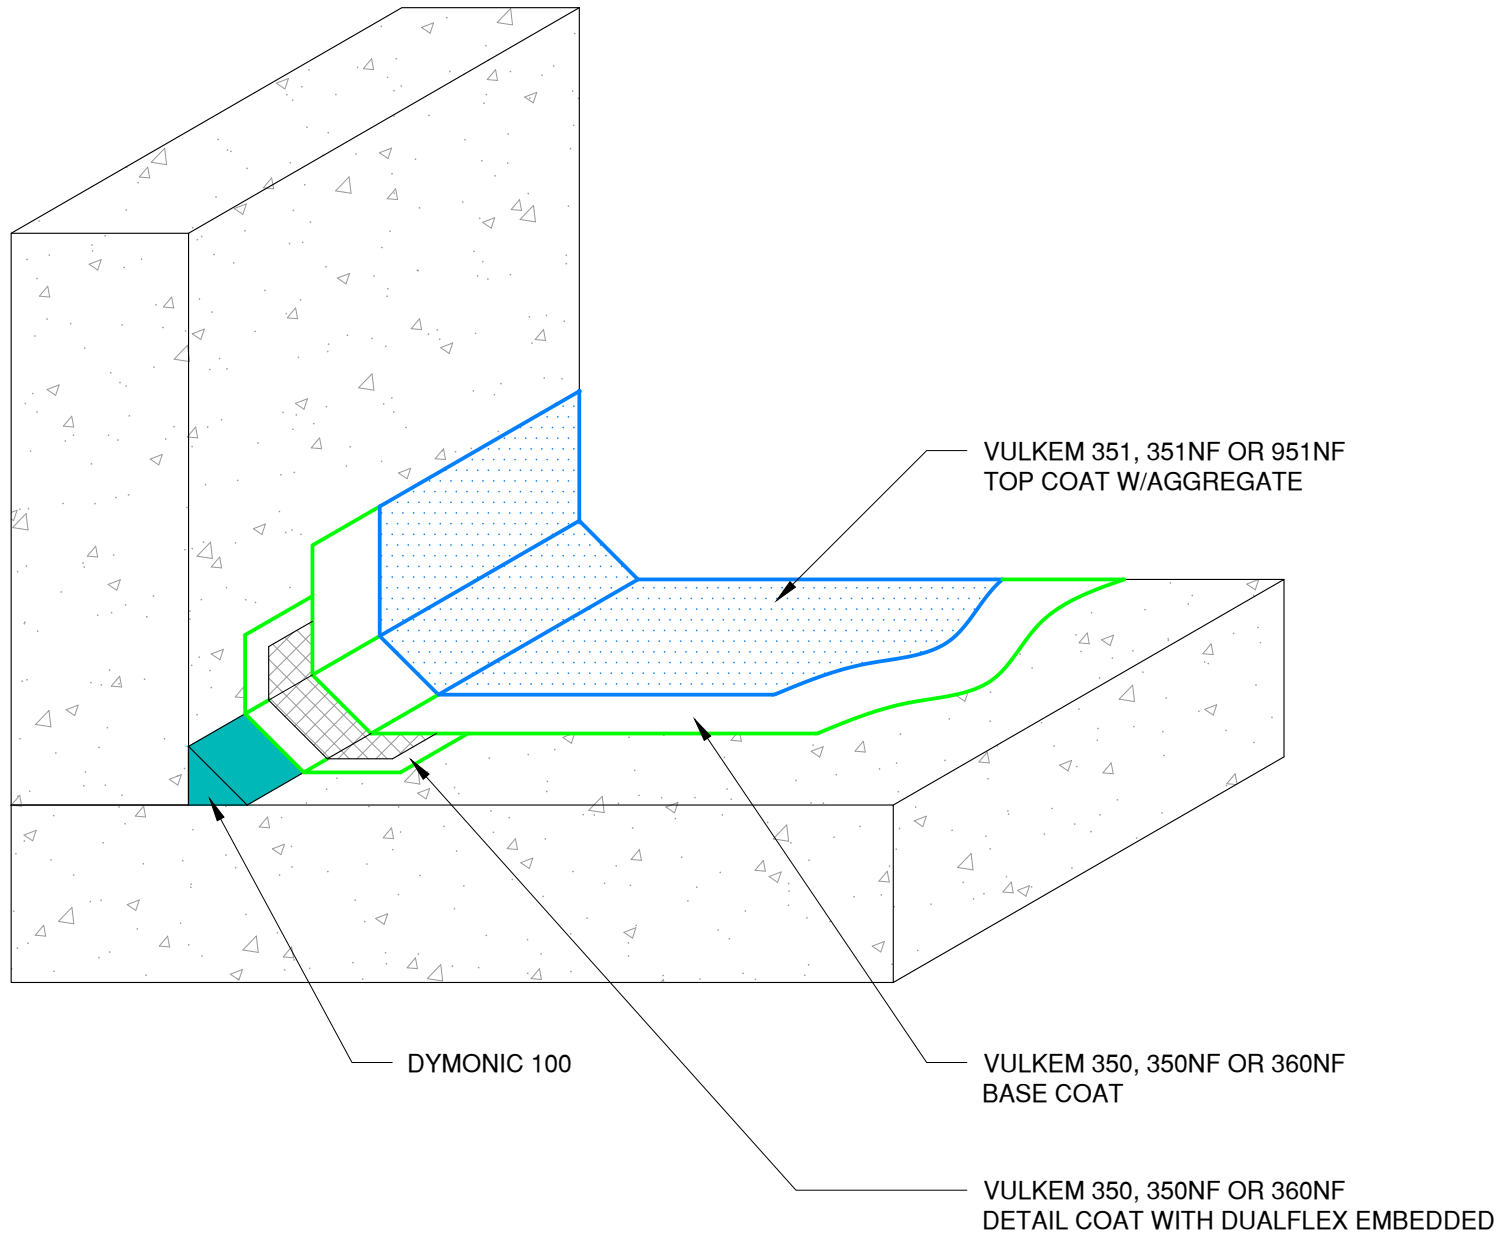 VULKEM 351, 351NF OR 951NF
TOP COAT W/AGGREGATE
DYMONIC 100
VULKEM 350, 350NF OR 360NF
BASE COAT
VULKEM 350, 350NF OR 360NF
DETAIL COAT WITH DUALFLEX EMBEDDED